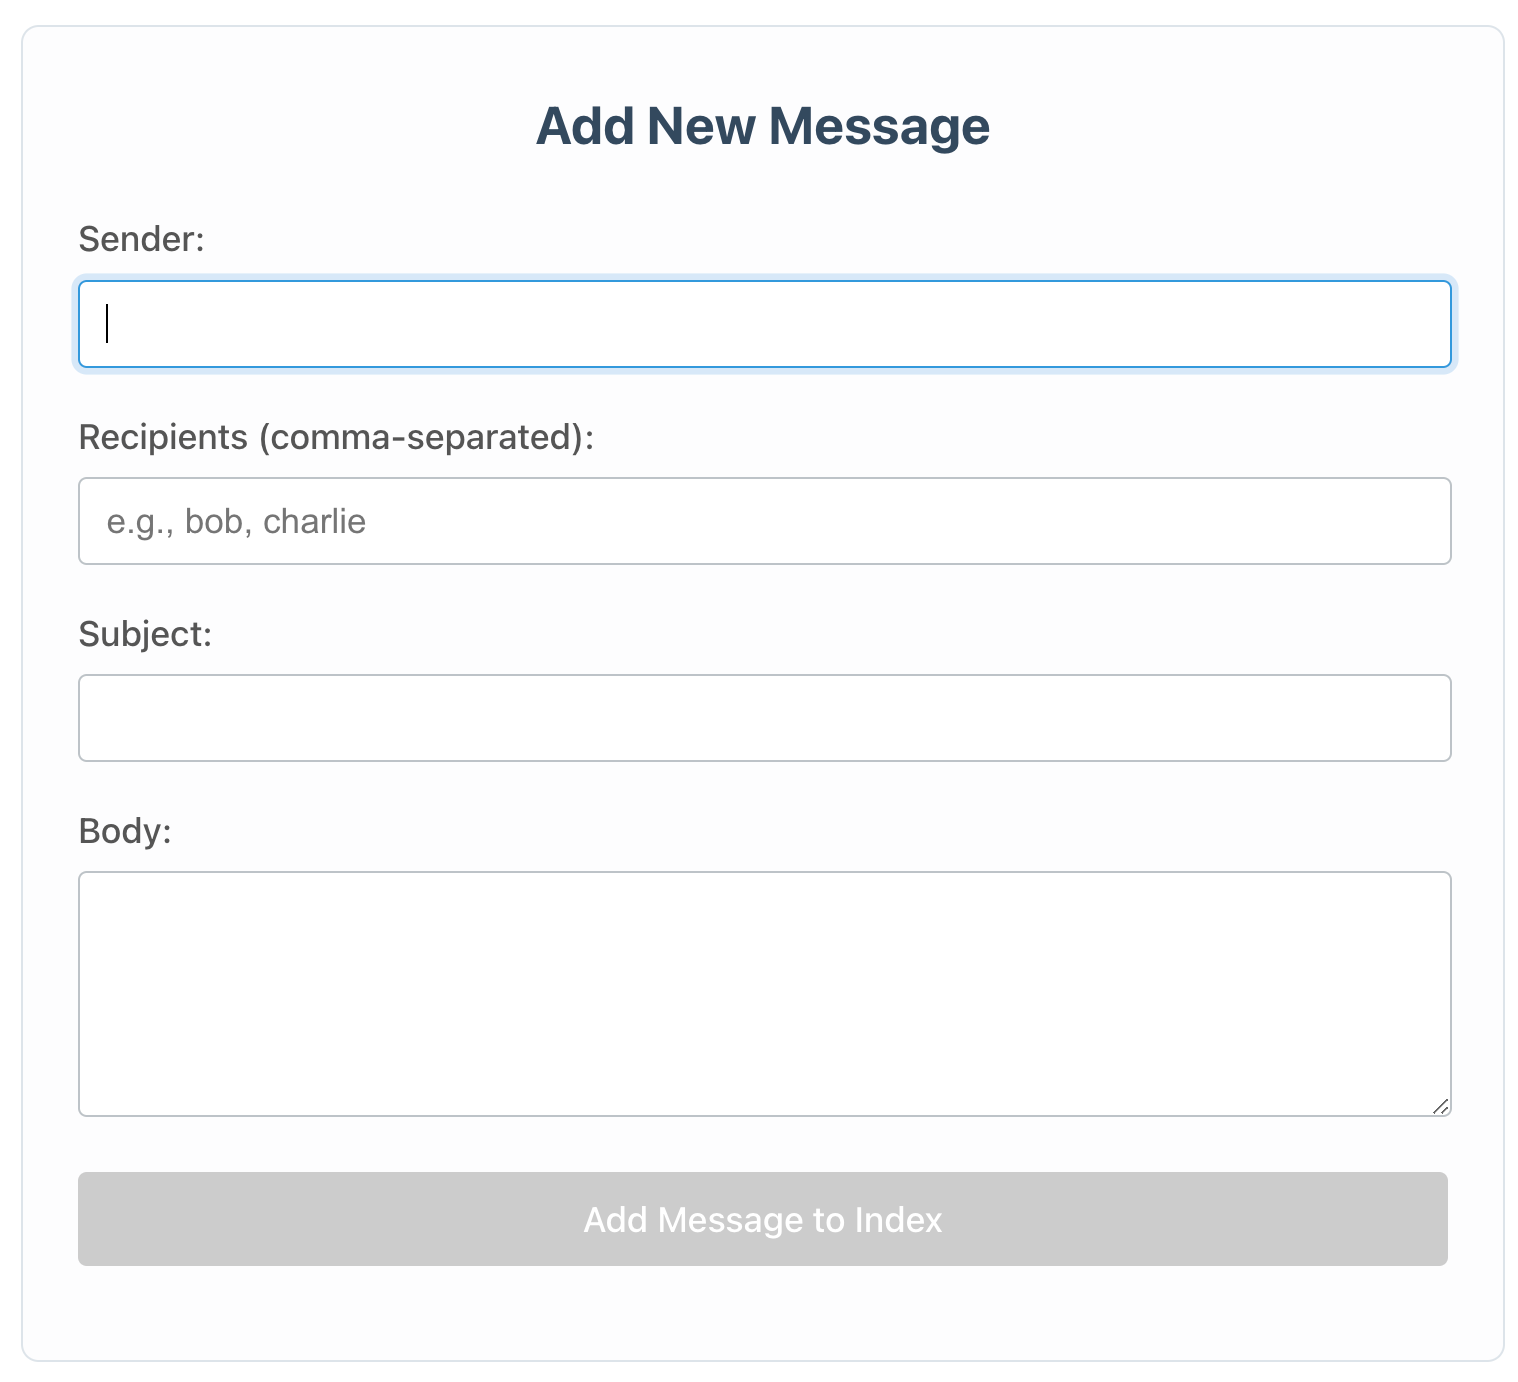 Add New Message
Sender:
Recipients (comma-separated):
e.g., bob, charlie
Subject:
Body:
Add Message to Index